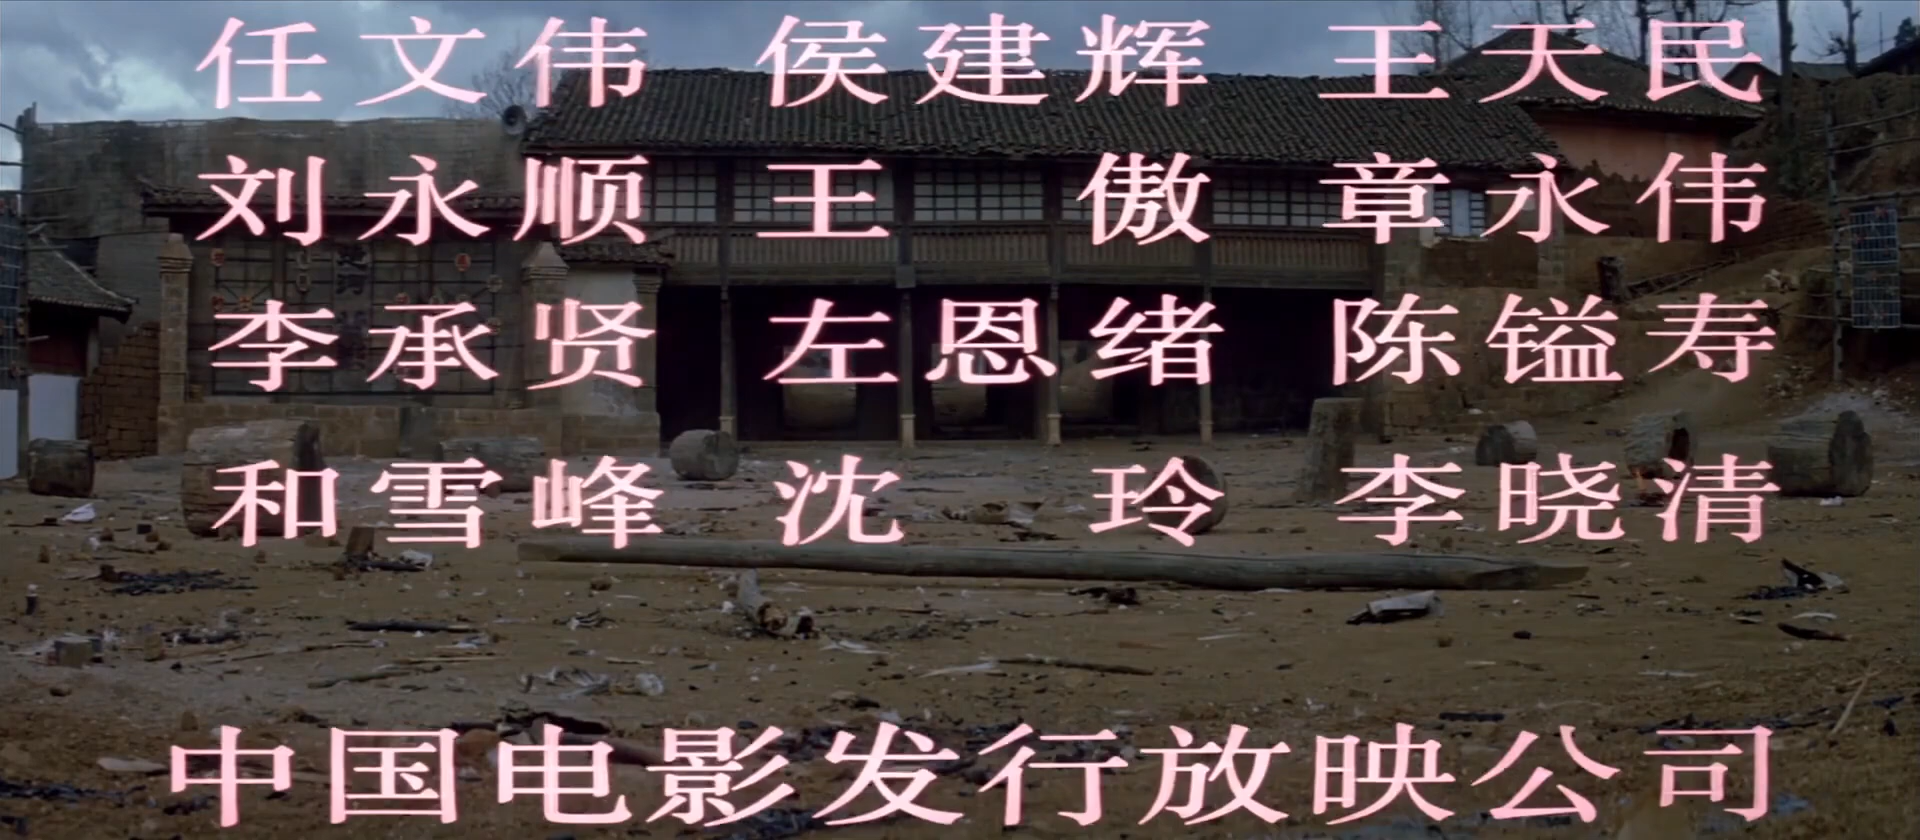 任文伟 侯建辉 王天民
刘永顺 王傲 章永伟
李承贤 左恩绪 陈镒寿
和雪峰 沈玲 李晓清
中国电影发行放映公司